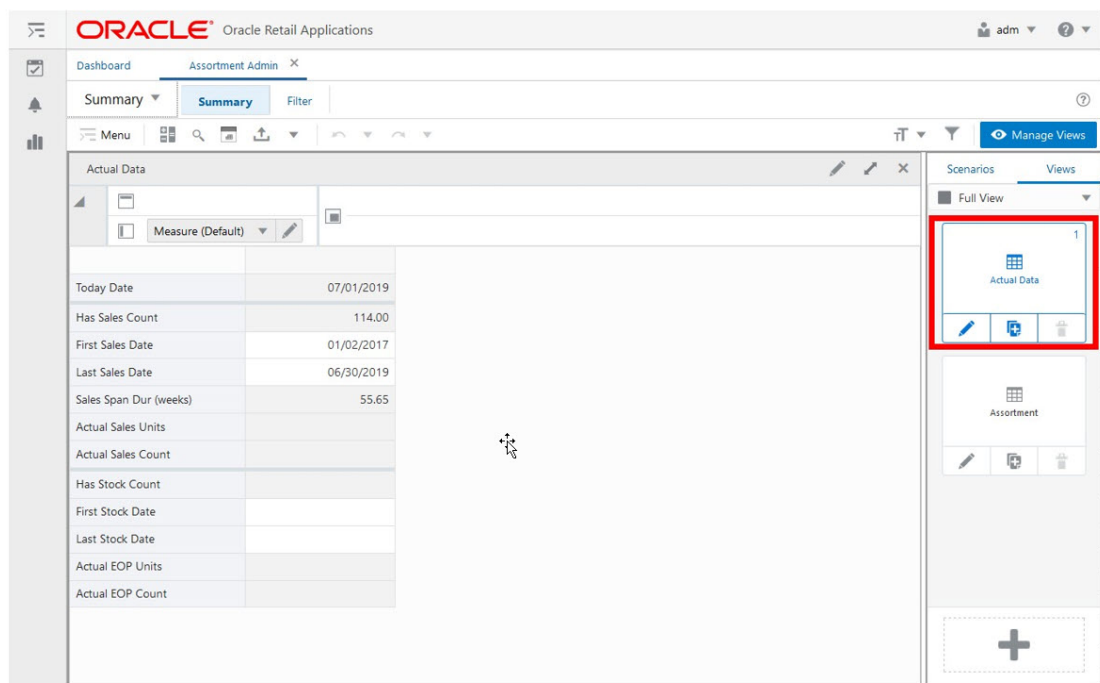 ORACLE® Oracle Retail Applications adm
Dashboard Assortment Admin
Summary Summary Filter
Menu Manage Views
Actual Data Scenarios Views
Full View
Measure (Default)
1
Actual Data
Today Date 07/01/2019
Has Sales Count 114.00
First Sales Date 01/02/2017
Last Sales Date 06/30/2019
Sales Span Dur (weeks) 55.65
Actual Sales Units
Assortment
Actual Sales Count
Has Stock Count
First Stock Date
Last Stock Date
Actual EOP Units
Actual EOP Count